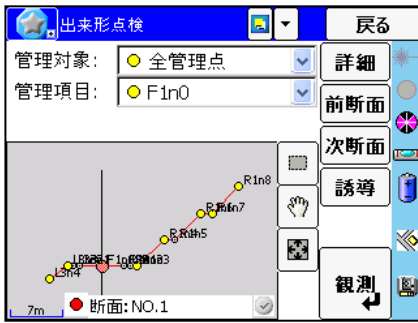 出来形点検
戻る
管理対象: 全管理点
詳細
管理項目: F1n0
前断面
次断面
誘導
R1n8
L3n4
7m
断面:NO.1
観測